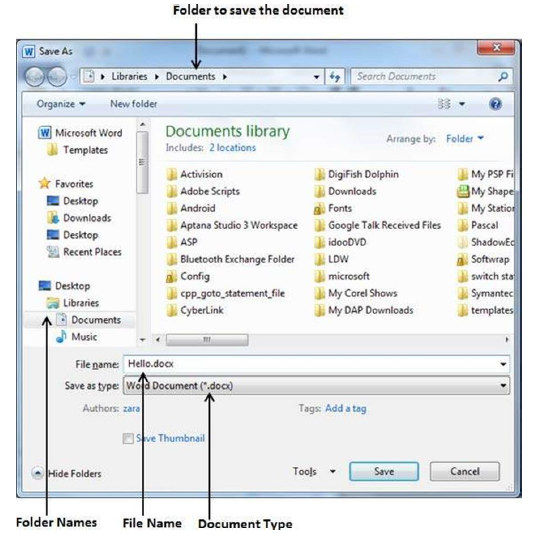 Folder to save the document
Save As
Libraries ▸ Documents ▸
Search Documents
Organize
New folder
Microsoft Word
Templates
Favorites
Desktop
Downloads
Desktop
Recent Places
Desktop
Libraries
Documents
Music
Documents library
Includes: 2 locations
Arrange by: Folder
Activision
Adobe Scripts
Android
Aptana Studio 3 Workspace
ASP
Bluetooth Exchange Folder
Config
cpp_goto_statement_file
CyberLink
DigiFish Dolphin
Downloads
Fonts
Google Talk Received Files
idooDVD
LDW
microsoft
My Corel Shows
My DAP Downloads
My PSP Fi
My Shape
My Station
Pascal
ShadowEd
Softwrap
switch sta
Symantec
templates
File name: Hello.docx
Save as type: Word Document (*.docx)
Authors: zara
Tags: Add a tag
Save Thumbnail
Hide Folders
Tools
Save
Cancel
Folder Names
File Name
Document Type